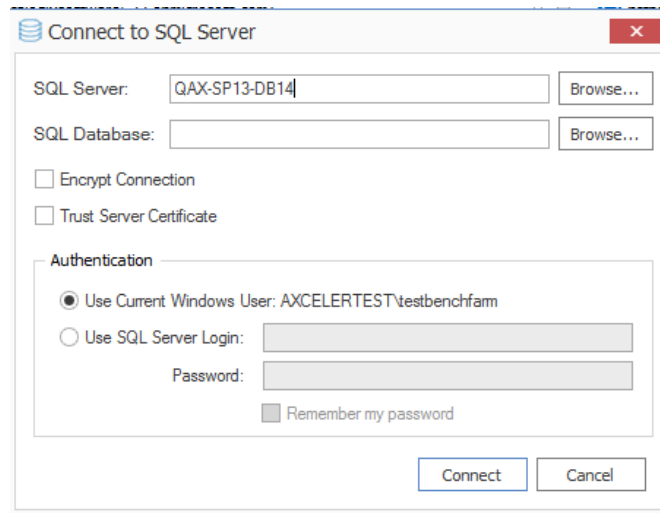 Connect to SQL Server
SQL Server: QAX-SP13-DB14 Browse...
SQL Database: Browse...
Encrypt Connection
Trust Server Certificate
Authentication
Use Current Windows User: AXCELERTEST\testbenchfarm
Use SQL Server Login:
Password:
Remember my password
Connect Cancel